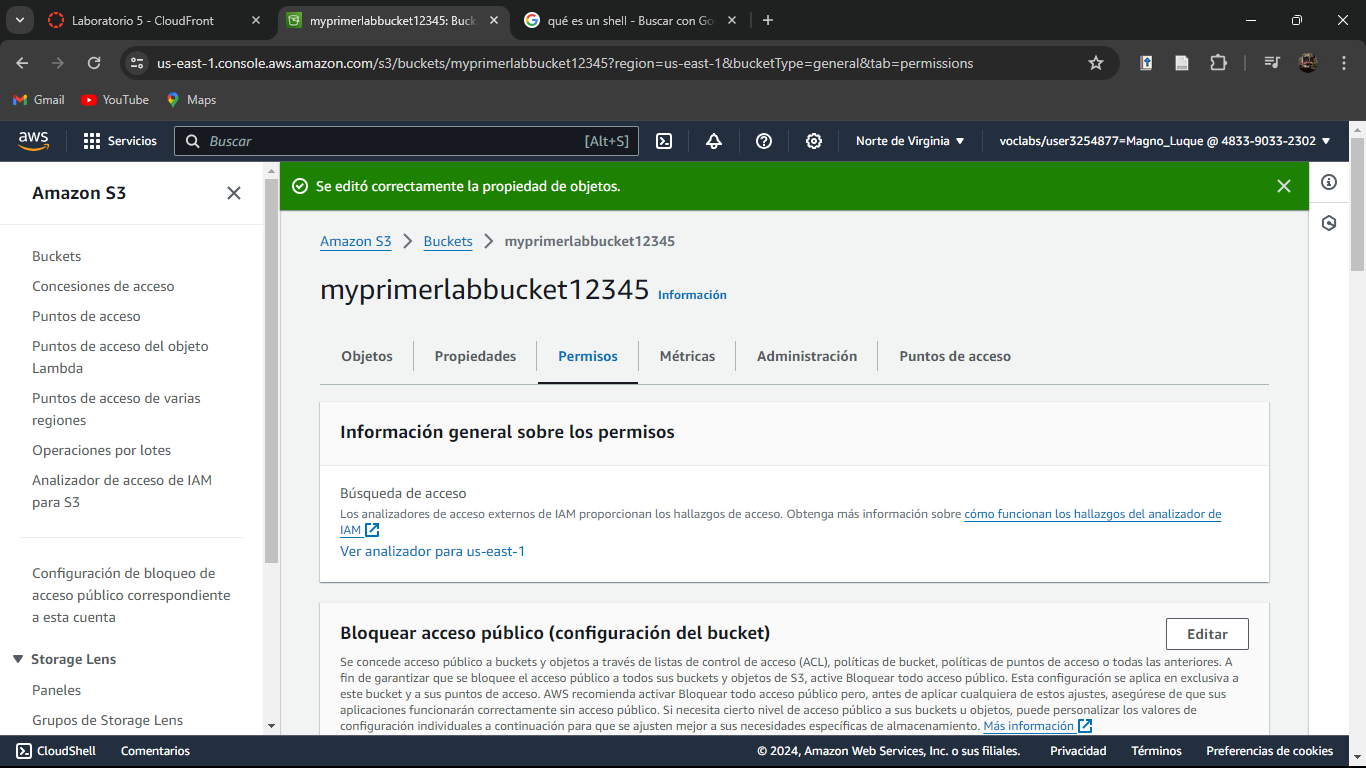 Laboratorio 5 - CloudFront
myprimerlabbucket12345: Buck
qué es un shell - Buscar con Go
us-east-1.console.aws.amazon.com/s3/buckets/myprimerlabbucket12345?region=us-east-1&bucketType=general&tab=permissions
Gmail
YouTube
Maps
aws
Servicios
Buscar
[Alt+S]
Norte de Virginia
voclabs/user3254877=Magno_Luque @ 4833-9033-2302
Amazon S3
Buckets
Concesiones de acceso
Puntos de acceso
Puntos de acceso del objeto
Lambda
Puntos de acceso de varias
regiones
Operaciones por lotes
Analizador de acceso de IAM
para S3
Configuración de bloqueo de
acceso público correspondiente
a esta cuenta
Storage Lens
Paneles
Grupos de Storage Lens
Se editó correctamente la propiedad de objetos.
Amazon S3
Buckets
myprimerlabbucket12345
myprimerlabbucket12345
Información
Objetos
Propiedades
Permisos
Métricas
Administración
Puntos de acceso
Información general sobre los permisos
Búsqueda de acceso
Los analizadores de acceso externos de IAM proporcionan los hallazgos de acceso. Obtenga más información sobre cómo funcionan los hallazgos del analizador de
IAM
Ver analizador para us-east-1
Bloquear acceso público (configuración del bucket)
Editar
Se concede acceso público a buckets y objetos a través de listas de control de acceso (ACL), políticas de bucket, políticas de puntos de acceso o todas las anteriores. A
fin de garantizar que se bloquee el acceso público a todos sus buckets y objetos de S3, active Bloquear todo acceso público. Esta configuración se aplica en exclusiva a
este bucket y a sus puntos de acceso. AWS recomienda activar Bloquear todo acceso público pero, antes de aplicar cualquiera de estos ajustes, asegúrese de que sus
aplicaciones funcionarán correctamente sin acceso público. Si necesita cierto nivel de acceso público a sus buckets u objetos, puede personalizar los valores de
configuración individuales a continuación para que se ajusten mejor a sus necesidades específicas de almacenamiento. Más información
CloudShell
Comentarios
© 2024, Amazon Web Services, Inc. o sus filiales.
Privacidad
Términos
Preferencias de cookies